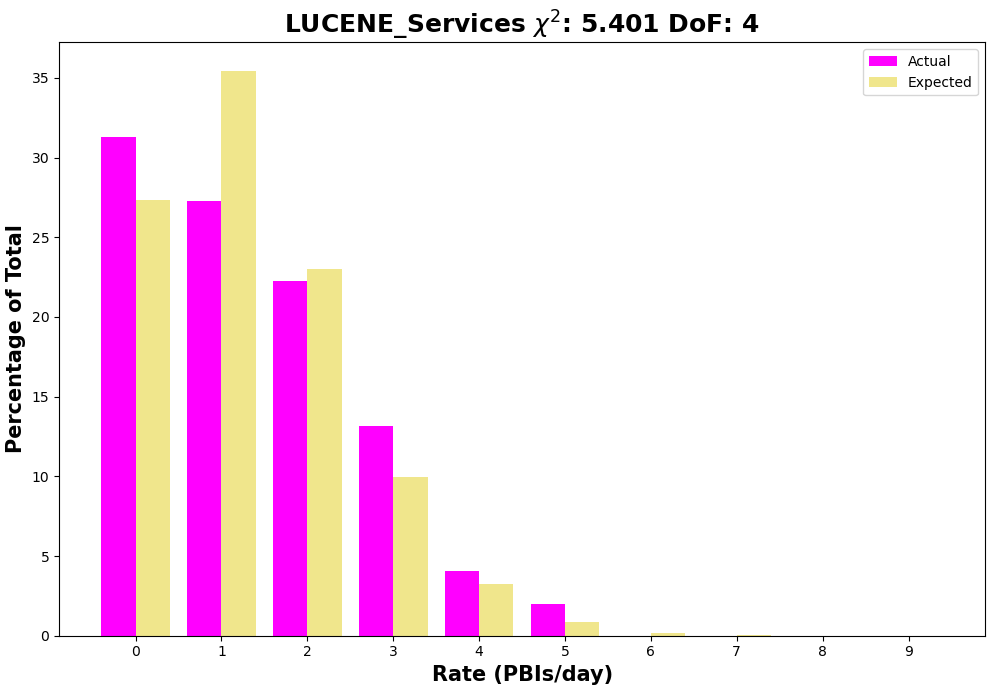 LUCENE_Services χ²: 5.401 DoF: 4
Actual
Expected
Percentage of Total
35
30
25
20
15
10
5
0
0 1 2 3 4 5 6 7 8 9
Rate (PBIs/day)